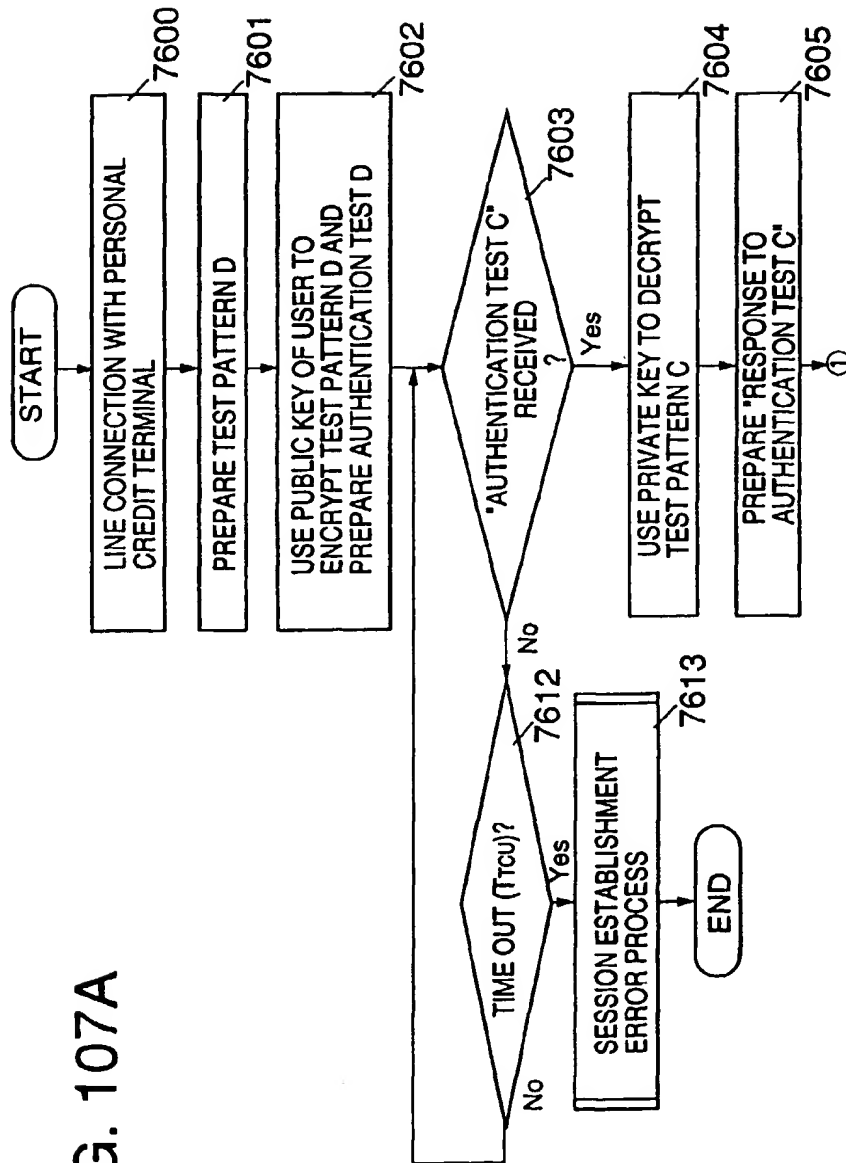 G. 107A
START
LINE CONNECTION WITH PERSONAL
CREDIT TERMINAL
7600
PREPARE TEST PATTERN D
7601
USE PUBLIC KEY OF USER TO
ENCRYPT TEST PATTERN D AND
PREPARE AUTHENTICATION TEST D
7602
"AUTHENTICATION TEST C"
RECEIVED
?
7603
Yes
No
USE PRIVATE KEY TO DECRYPT
TEST PATTERN C
7604
PREPARE "RESPONSE TO
AUTHENTICATION TEST C"
7605
①
TIME OUT (TTCU)?
7612
No
Yes
SESSION ESTABLISHMENT
ERROR PROCESS
7613
END